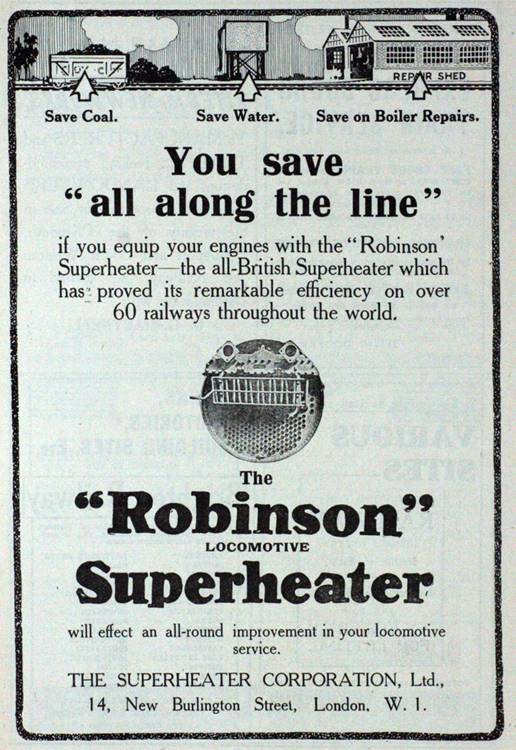 REPAIR SHED
Save Coal. Save Water. Save on Boiler Repairs.
You save
"all along the line"
if you equip your engines with the "Robinson'
Superheater—the all-British Superheater which
has proved its remarkable efficiency on over
60 railways throughout the world.
The
"Robinson"
LOCOMOTIVE
Superheater
will effect an all-round improvement in your locomotive
service.
THE SUPERHEATER CORPORATION, Ltd.,
14, New Burlington Street, London, W. 1.
VARIOUS
SITES